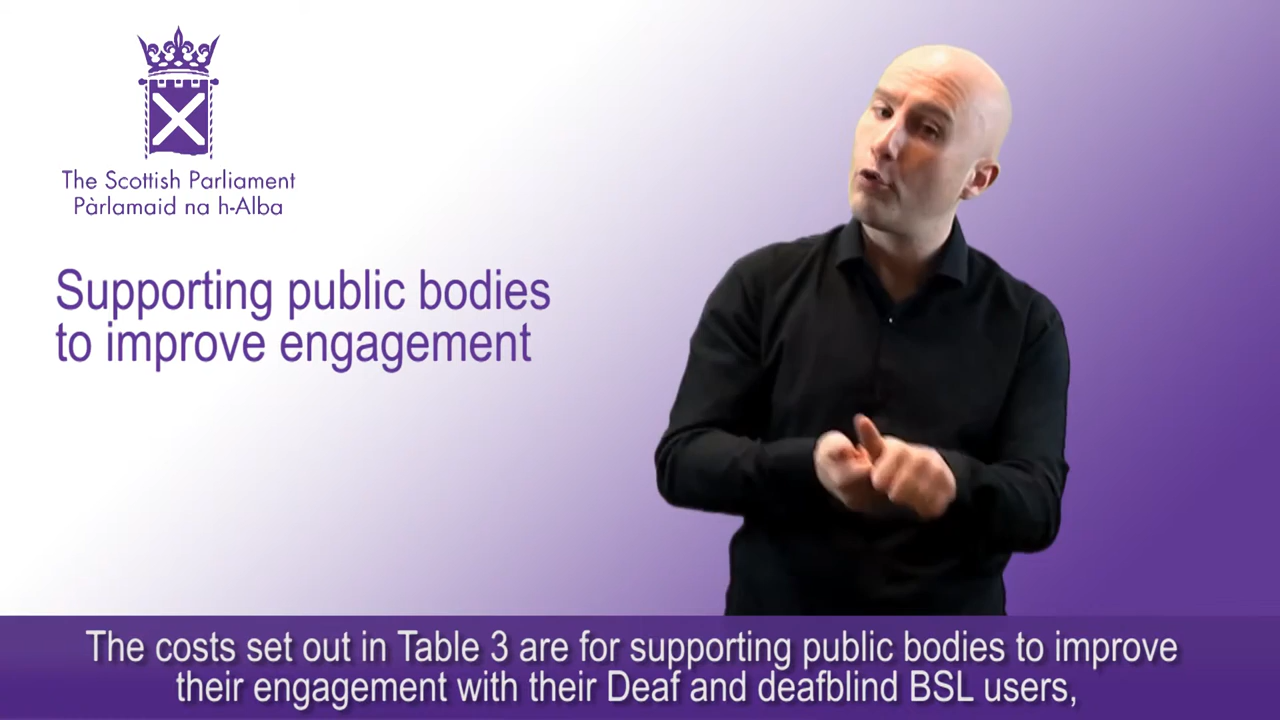 The Scottish Parliament
Pàrlamaid na h-Alba
Supporting public bodies
to improve engagement
The costs set out in Table 3 are for supporting public bodies to improve
their engagement with their Deaf and deafblind BSL users,